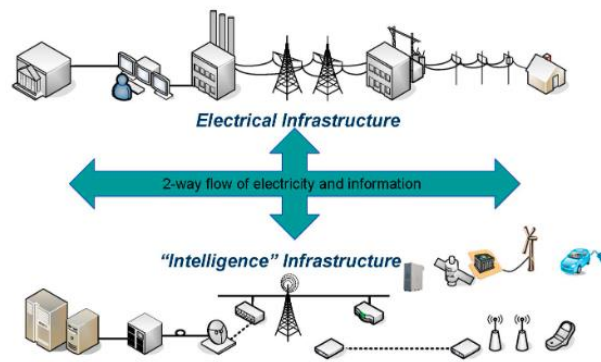 Electrical Infrastructure
2-way flow of electricity and information
“Intelligence” Infrastructure